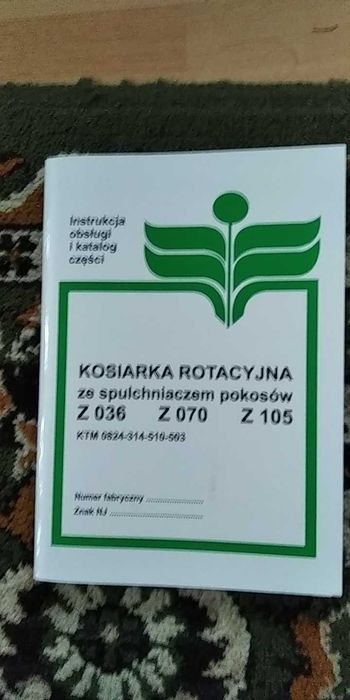 Instrukcja
obsługi
i katalog
części
KOSIARKA ROTACYJNA
ze spulchniaczem pokosów
Z 036 Z 070 Z 105
KTM 0824-314-510-503
Numer fabryczny ....................
Znak NJ ................................